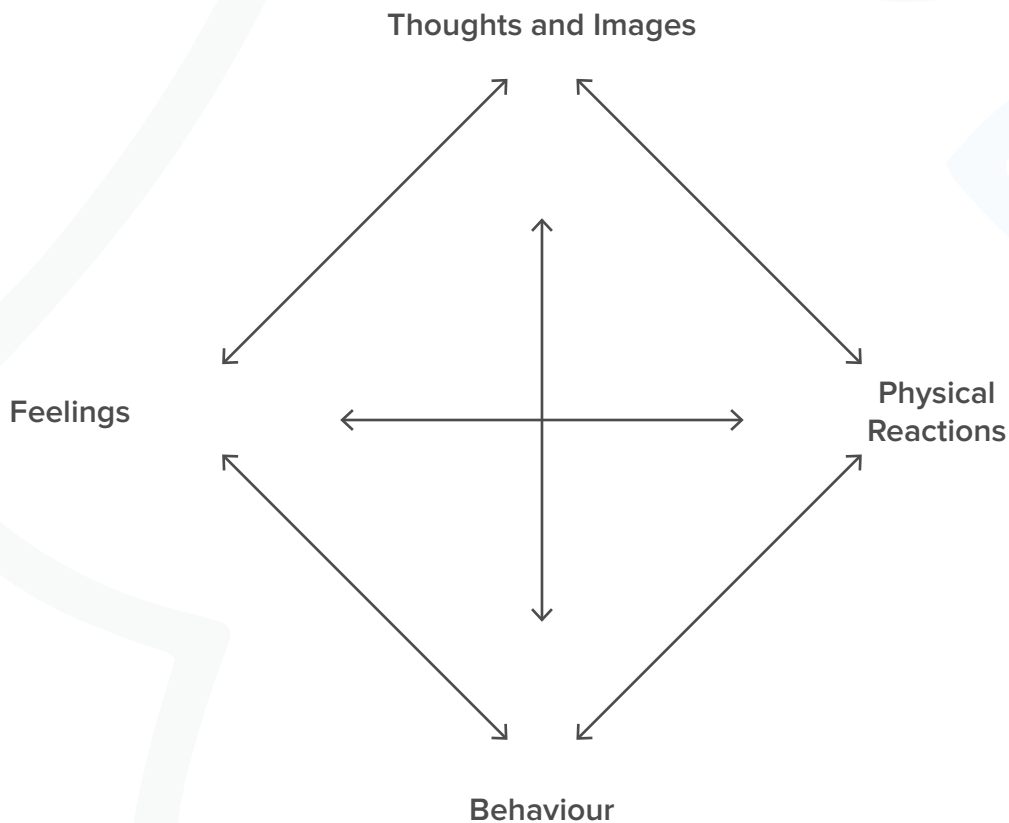 Thoughts and Images
Feelings
Physical
Reactions
Behaviour